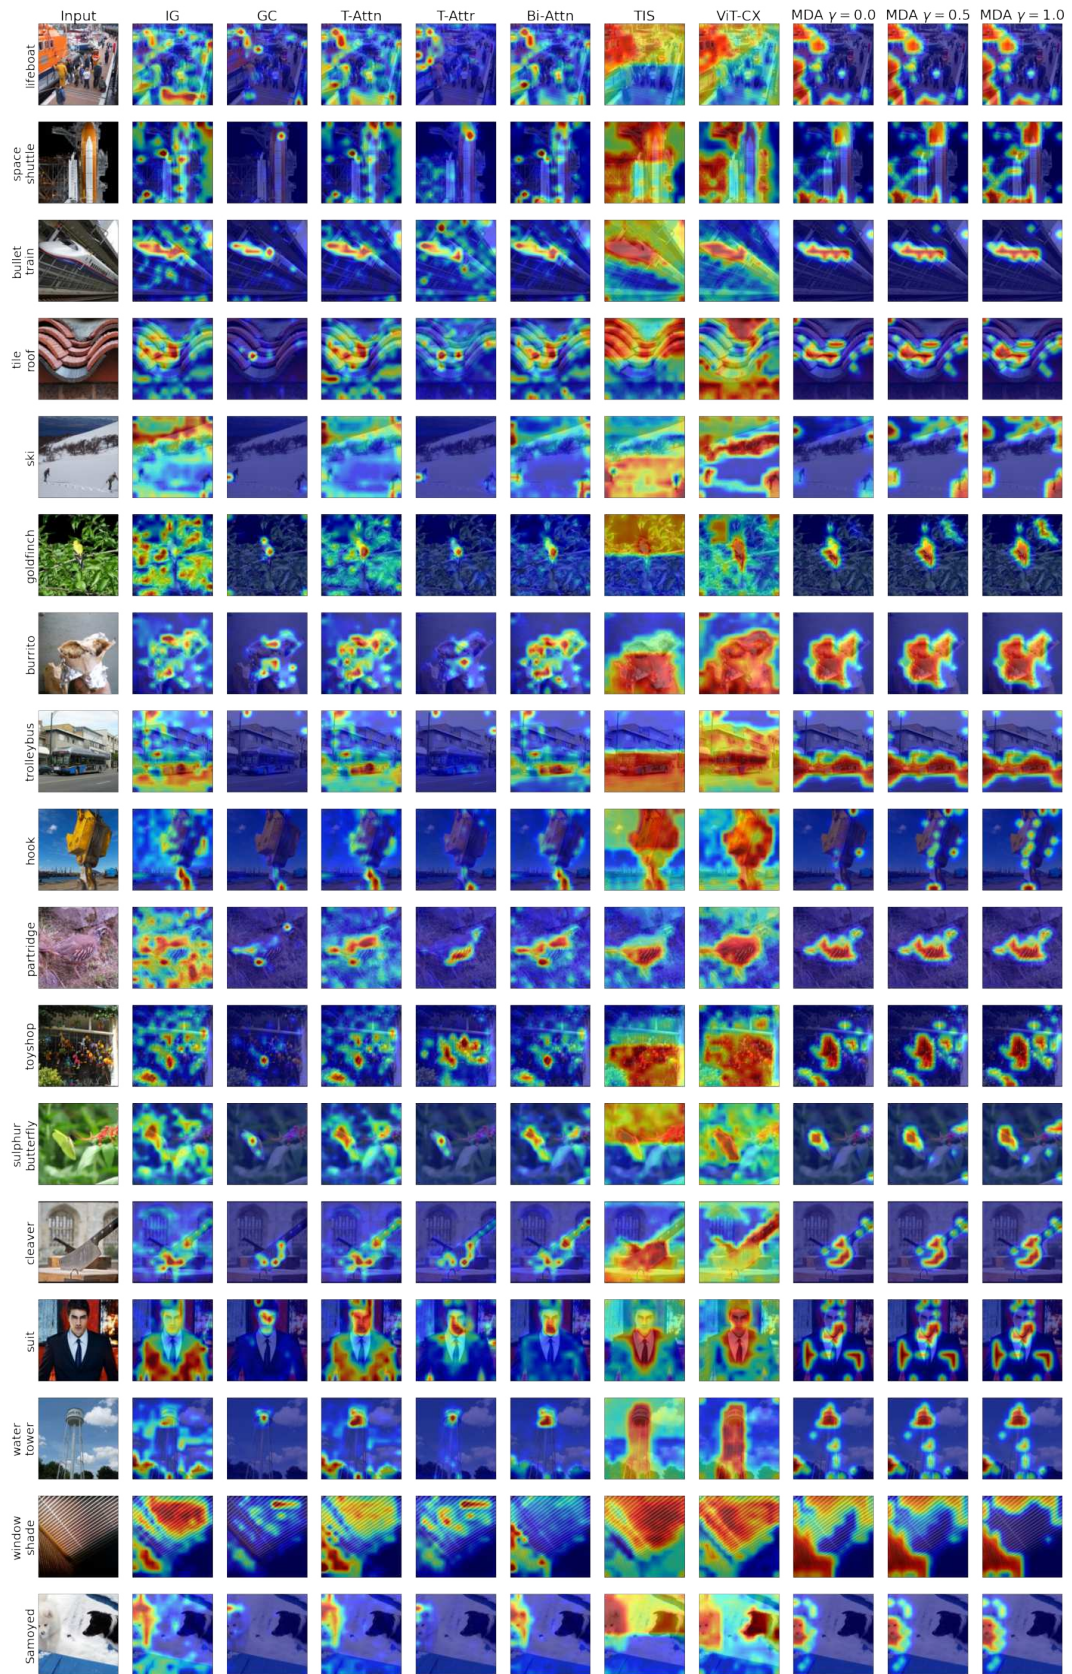 Input IG GC T-Attn T-Attr Bi-Attn TIS ViT-CX MDA γ = 0.0 MDA γ = 0.5 MDA γ = 1.0
lifeboat
space
shuttle
bullet
train
tile
roof
ski
goldfinch
burrito
trolleybus
hook
partridge
toyshop
sulphur
butterfly
cleaver
suit
water
tower
window
shade
Samoyed